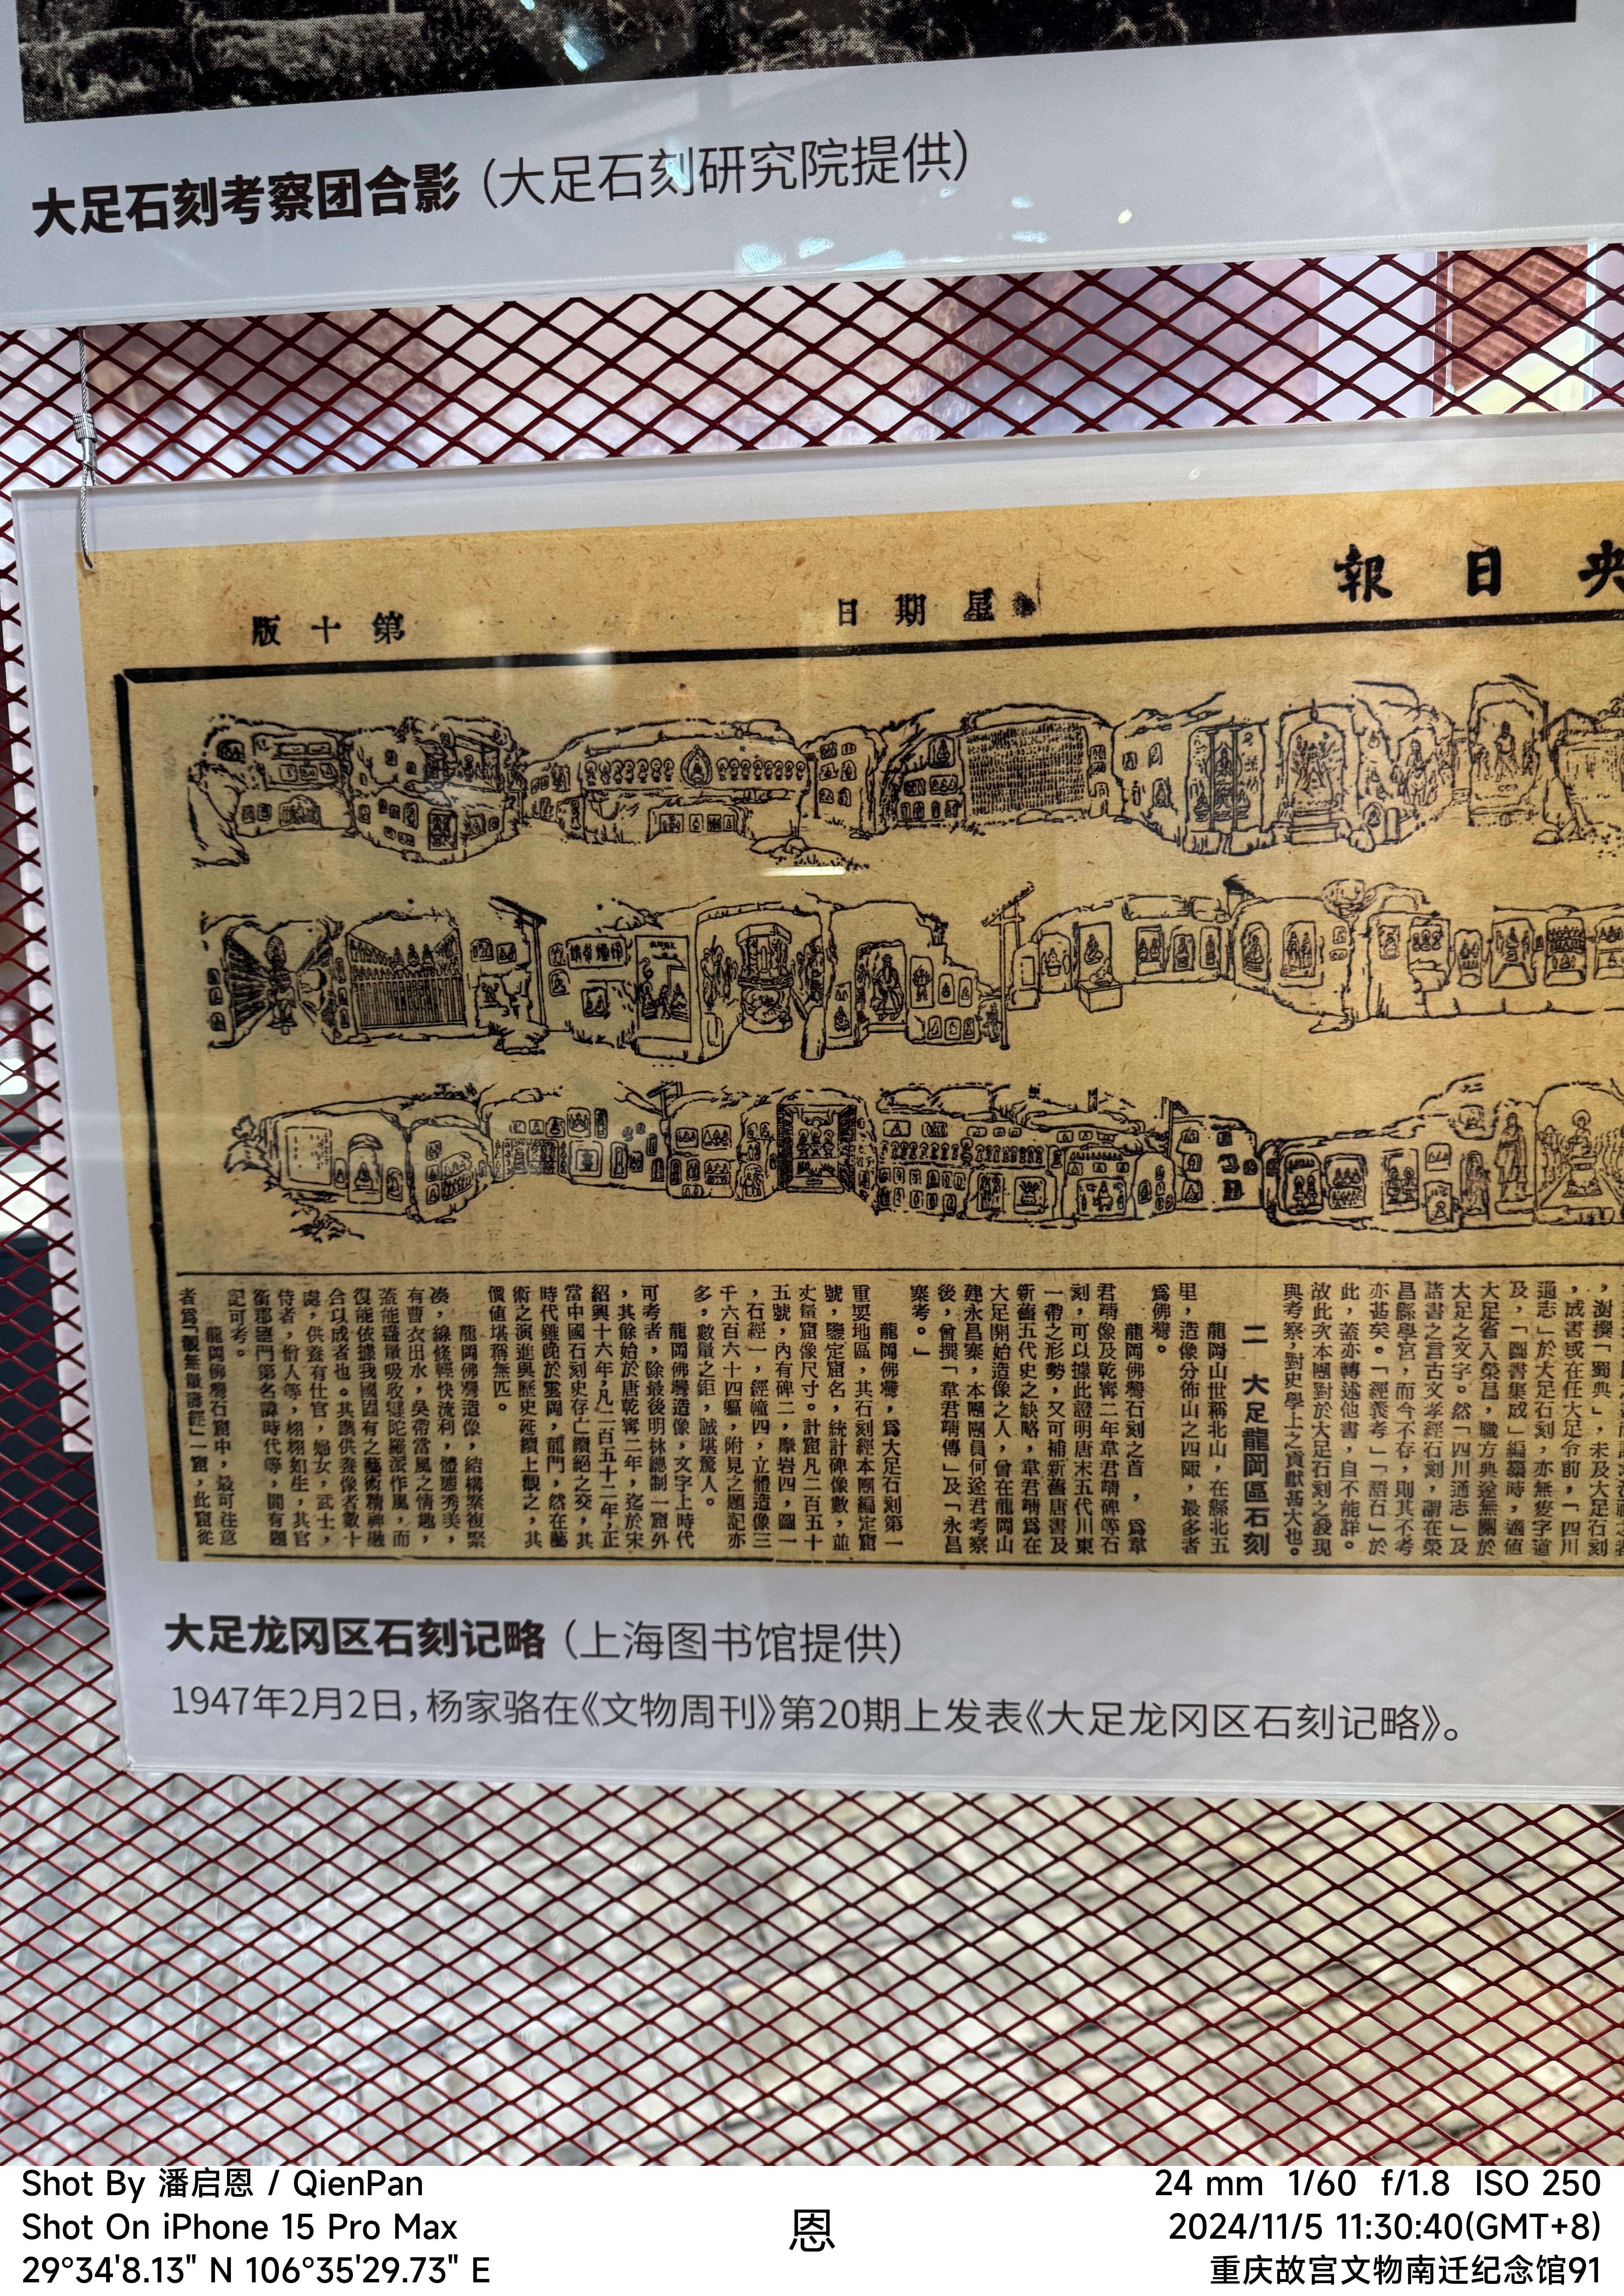 大足石刻考察团合影（大足石刻研究院提供）
央日報
星期日
第十版
，澍撰「蜀典」，未及大足石刻
，成書或在任大足令前，「四川
通志」於大足石刻，亦無隻字道
及，「圖書集成」編纂時，適値
大足省入榮昌，職方典遂無關於
大足之文字。然「四川通志」及
諸書之言古文孝經石刻，謂在榮
昌縣學宮，而今不存，則其不考
亦甚矣。「經義考」「語石」於
此，蓋亦轉述他書，自不能詳。
故此次本團對於大足石刻之發現
與考察，對史學上之貢獻甚大也。
二　大足龍岡區石刻
龍岡山世稱北山，在縣北五
里，造像分佈山之四陲，最多者
爲佛灣。
龍岡佛灣石刻之首，爲韋
君靖像及乾寧二年韋君靖碑等石
刻，可以據此證明唐末五代川東
一帶之形勢，又可補新舊唐書及
新舊五代史之缺略，韋君靖爲在
大足開始造像之人，曾在龍岡山
建永昌寨，本團團員何遂君考察
後，曾撰「韋君靖傳」及「永昌
寨考。」
龍岡佛灣，爲大足石刻第一
重要地區，其石刻經本團編定窟
號，鑒定窟名，統計碑像數，並
丈量窟像尺寸。計窟凡二百五十
五號，內有碑二，摩岩四，圖一
，石經一，經幢四，立體造像三
千六百六十四軀，附見之題記亦
多，數量之鉅，誠堪驚人。
龍岡佛灣造像，文字上時代
可考者，除最後明林總制一窟外
，其餘始於唐乾寧二年，迄於宋
紹興十六年，凡二百五十二年，正
當中國石刻史存亡續絕之交，其
時代雖晚於雲岡，龍門，然在藝
術之演進與歷史延續上觀之，其
價値堪稱無匹。
龍岡佛灣造像，結構繁複緊
湊，線條輕快流利，體態秀美，
有曹衣出水，吳帶當風之情趣，
蓋能盡量吸收犍陀羅派作風，而
復能依據我國固有之藝術精神融
合以成者也。其鐫供養像者數十
處，供養有仕官，婦女，武士，
侍者，僧人等，栩栩如生，其官
銜那邊門第名諱時代等，間有題
記可考。
龍岡佛灣石窟中，最可注意
者爲「觀無量壽經」一窟，此窟從
大足龙冈区石刻记略（上海图书馆提供）
1947年2月2日，杨家骆在《文物周刊》第20期上发表《大足龙冈区石刻记略》。
Shot By 潘启恩 / QienPan
Shot On iPhone 15 Pro Max
29°34'8.13" N 106°35'29.73" E
恩
24 mm 1/60 f/1.8 ISO 250
2024/11/5 11:30:40(GMT+8)
重庆故宫文物南迁纪念馆91